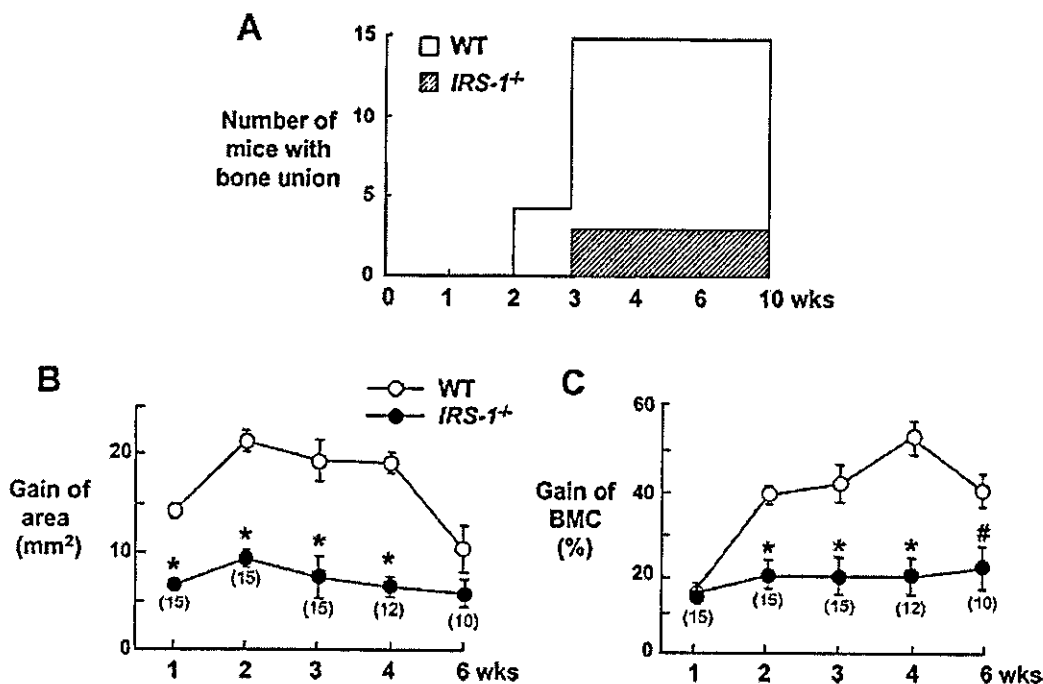 A
15
10
5
0
Number of
mice with
bone union
WT
IRS-1⁺
0 1 2 3 4 6 10 wks
B
WT
IRS-1⁺
20
10
0
Gain of
area
(mm²)
* * * *
(15) (15) (15) (12) (10)
1 2 3 4 6 wks
C
60
40
20
0
Gain of
BMC
(%)
* * * #
(15) (15) (15) (12) (10)
1 2 3 4 6 wks